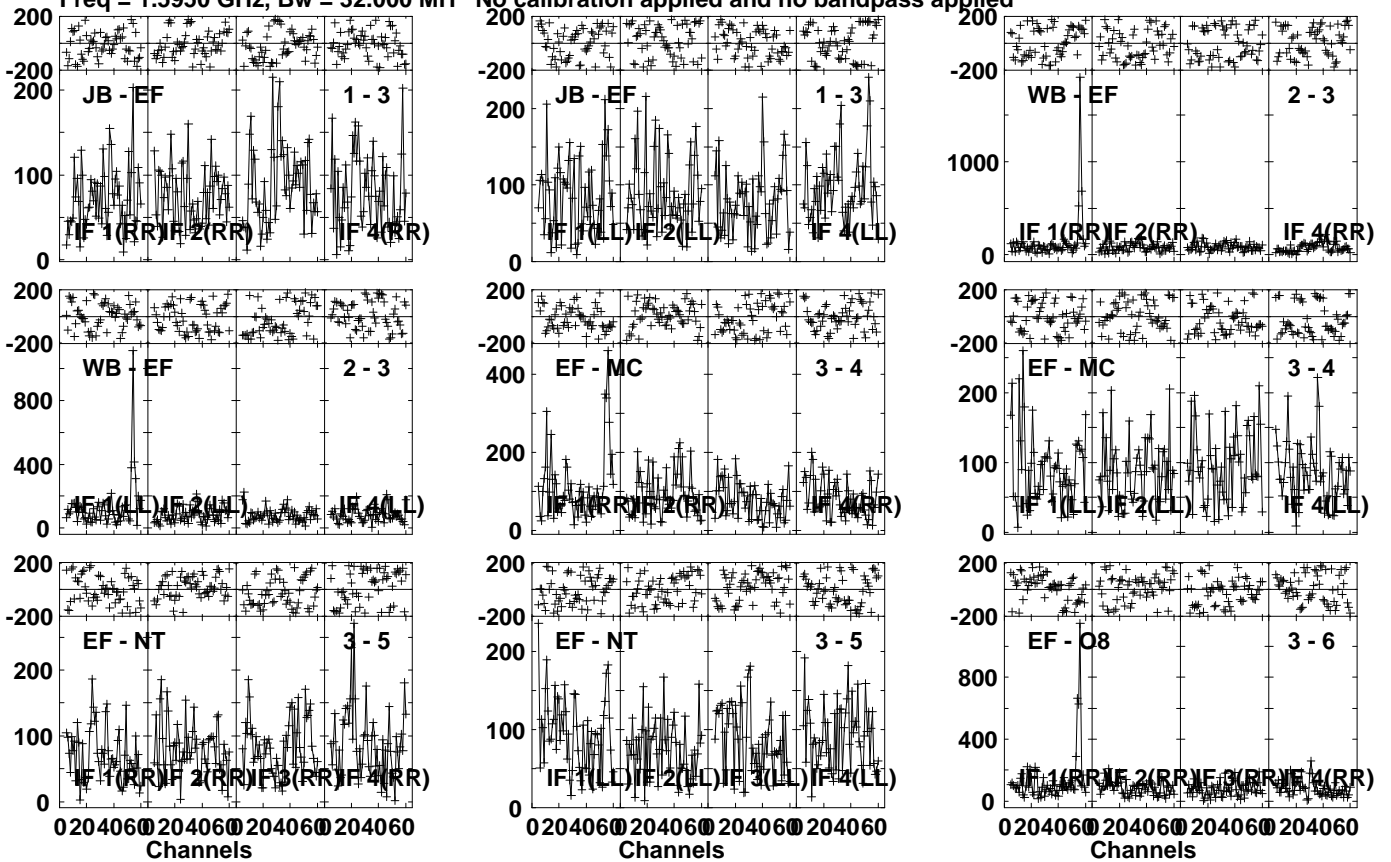 Freq = 1.5950 GHz, Bw = 32.000 MH No calibration applied and no bandpass applied
200
-200
200
100
0
JB - EF
1 - 3
IF 1(RR)
IF 2(RR)
IF 4(RR)
200
-200
200
100
0
JB - EF
1 - 3
IF 1(LL)
IF 2(LL)
IF 4(LL)
200
-200
1000
0
WB - EF
2 - 3
IF 1(RR)
IF 2(RR)
IF 4(RR)
200
-200
800
400
0
WB - EF
2 - 3
IF 1(LL)
IF 2(LL)
IF 4(LL)
200
-200
400
200
0
EF - MC
3 - 4
IF 1(RR)
IF 2(RR)
IF 4(RR)
200
-200
200
100
0
EF - MC
3 - 4
IF 1(LL)
IF 2(LL)
IF 4(LL)
200
-200
200
100
0
EF - NT
3 - 5
IF 1(RR)
IF 2(RR)
IF 3(RR)
IF 4(RR)
0 20 40 60 0 20 40 60 0 20 40 60 0 20 40 60
Channels
200
-200
200
100
0
EF - NT
3 - 5
IF 1(LL)
IF 2(LL)
IF 3(LL)
IF 4(LL)
0 20 40 60 0 20 40 60 0 20 40 60 0 20 40 60
Channels
200
-200
800
400
0
EF - O8
3 - 6
IF 1(RR)
IF 2(RR)
IF 3(RR)
IF 4(RR)
0 20 40 60 0 20 40 60 0 20 40 60 0 20 40 60
Channels